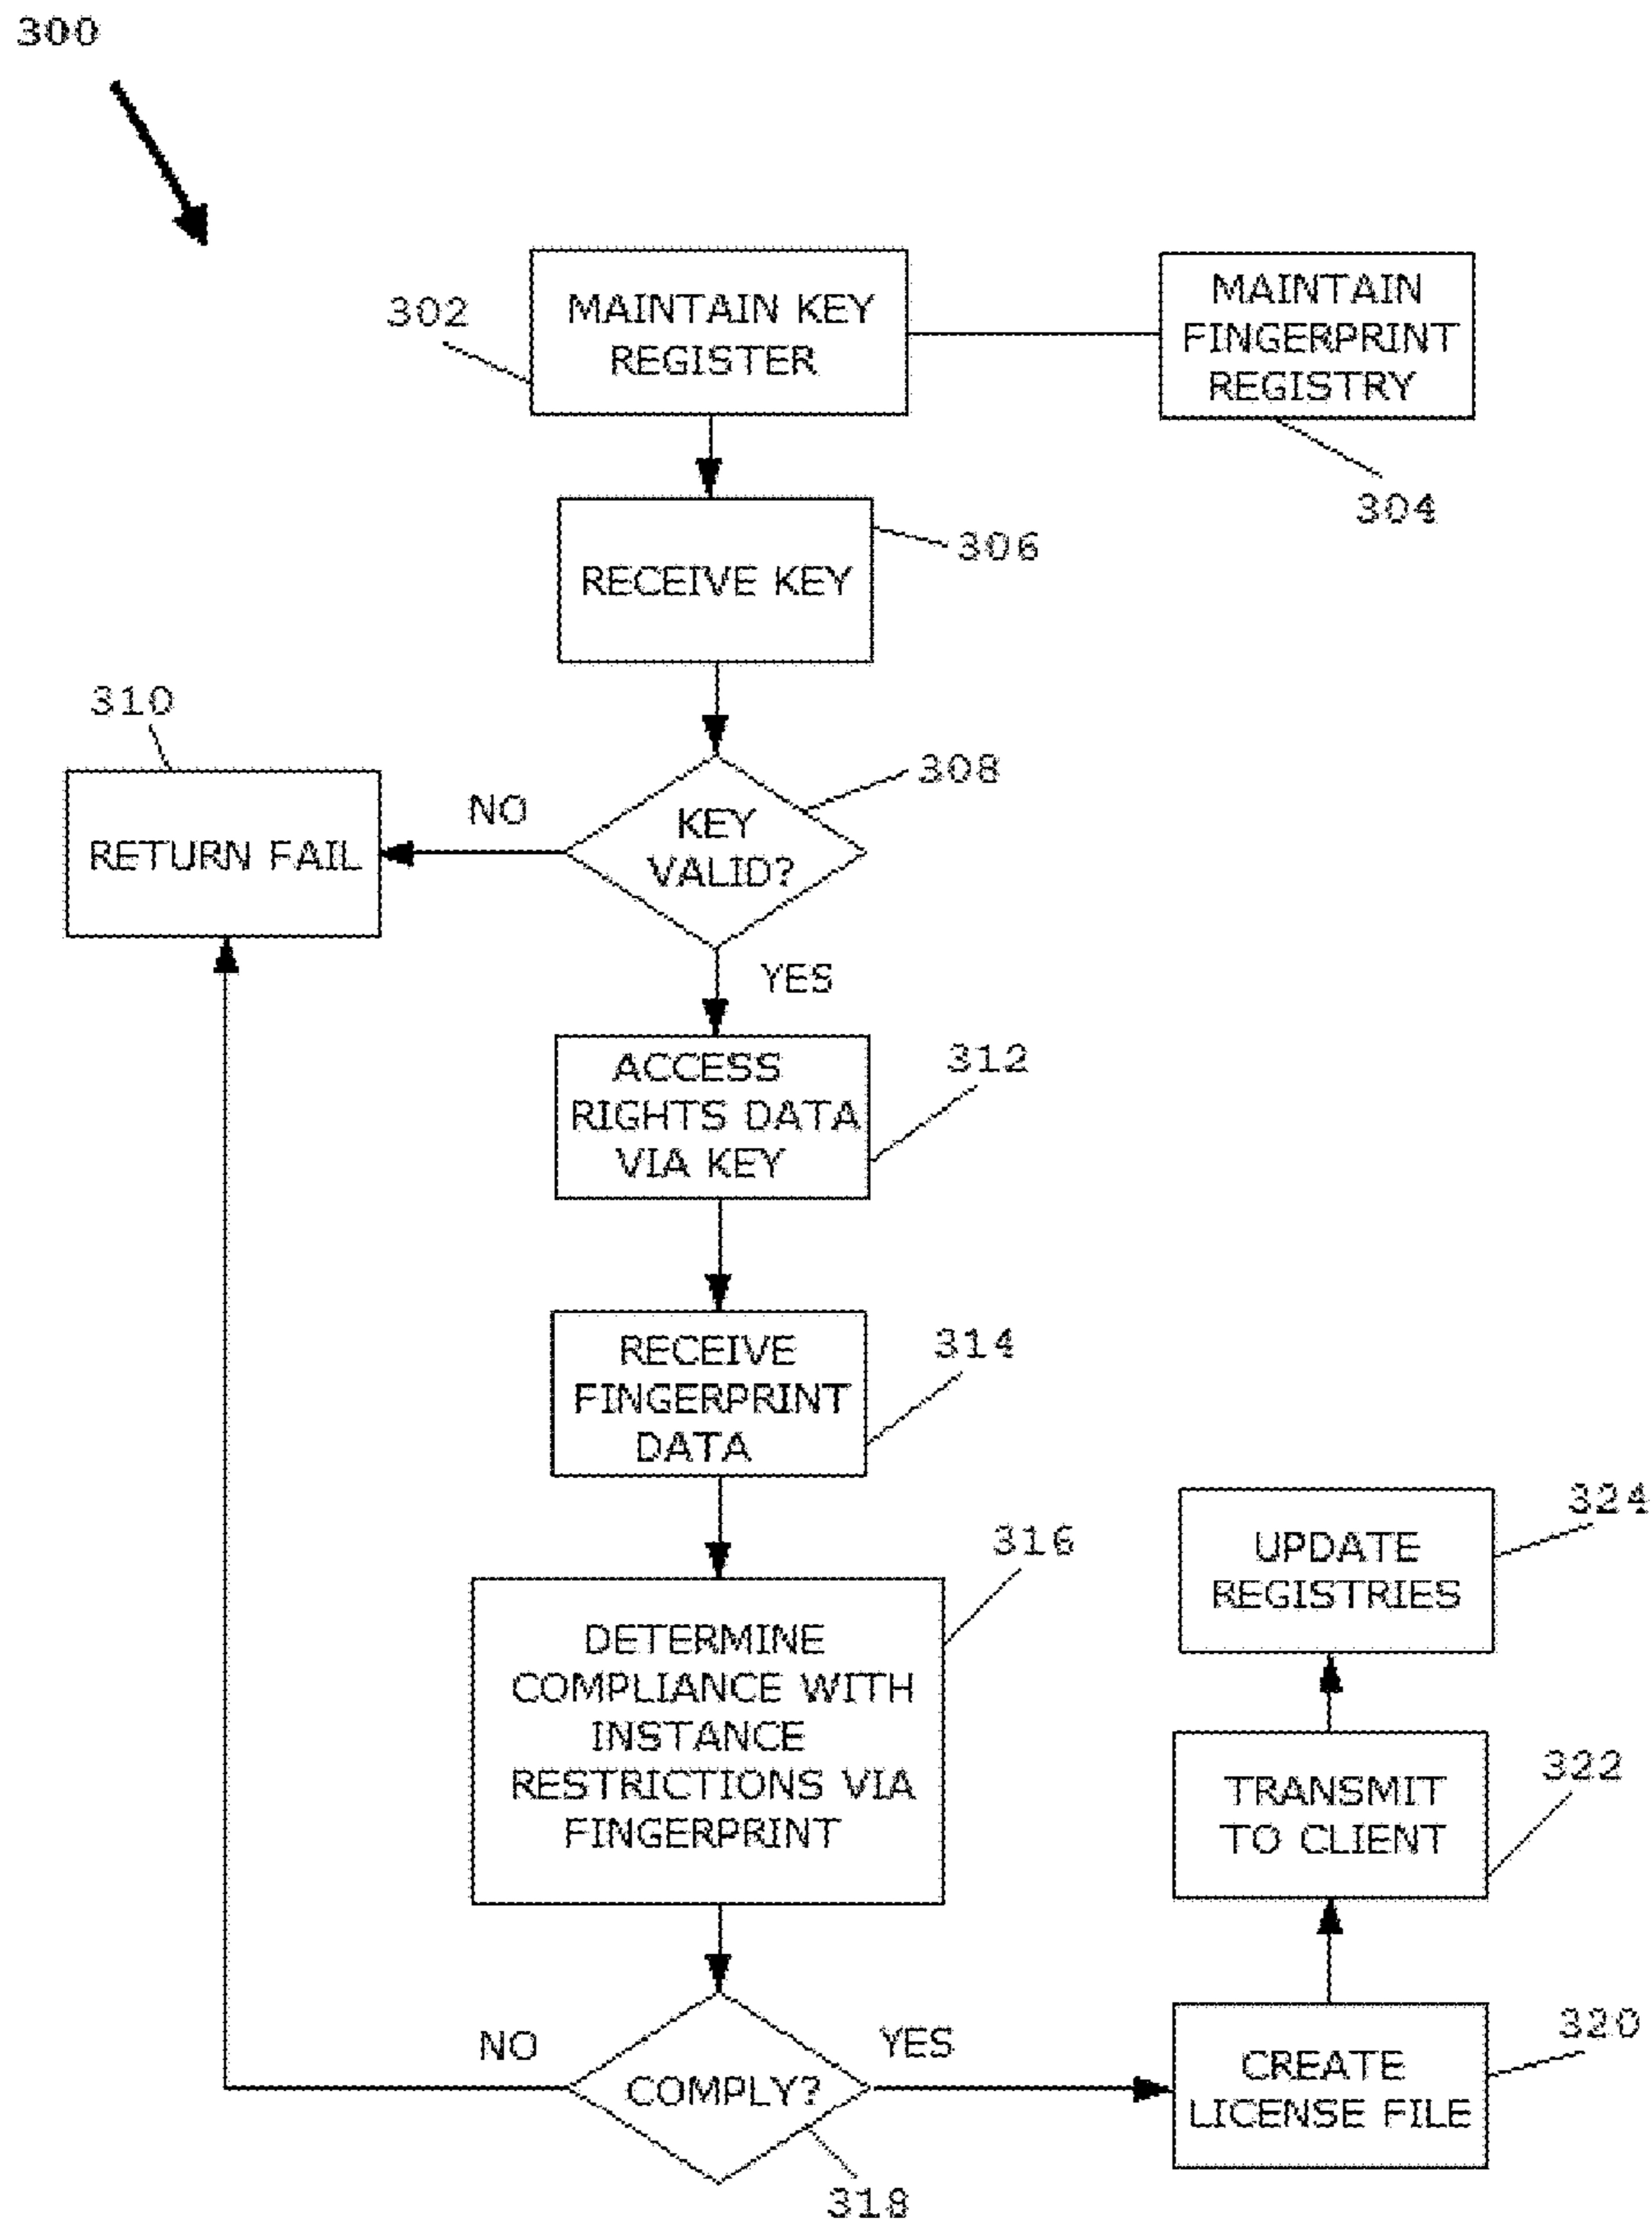 300
302
MAINTAIN KEY
REGISTER
MAINTAIN
FINGERPRINT
REGISTRY
304
RECEIVE KEY
306
310
RETURN FAIL
NO
KEY
VALID?
308
YES
ACCESS
RIGHTS DATA
VIA KEY
312
RECEIVE
FINGERPRINT
DATA
314
DETERMINE
COMPLIANCE WITH
INSTANCE
RESTRICTIONS VIA
FINGERPRINT
316
UPDATE
REGISTRIES
324
TRANSMIT
TO CLIENT
322
NO
COMPLY?
YES
318
CREATE
LICENSE FILE
320